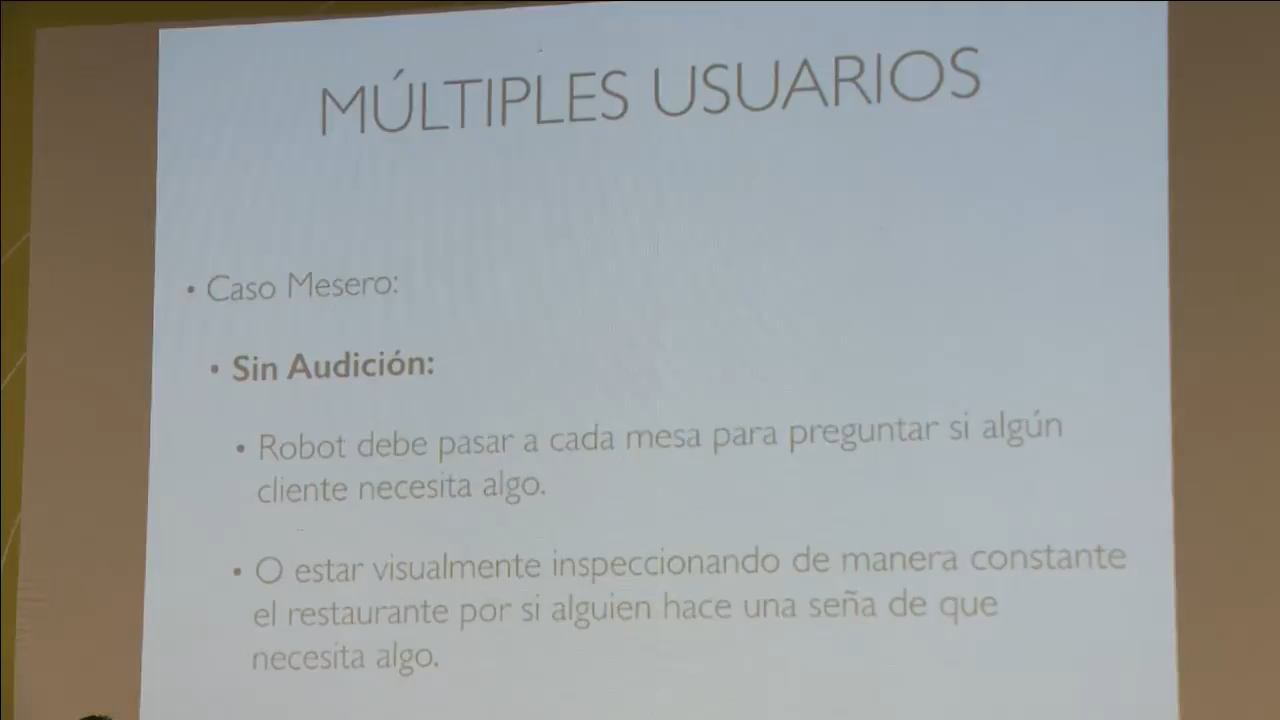 MÚLTIPLES USUARIOS
• Caso Mesero:
• Sin Audición:
• Robot debe pasar a cada mesa para preguntar si algún
cliente necesita algo.
• O estar visualmente inspeccionando de manera constante
el restaurante por si alguien hace una seña de que
necesita algo.